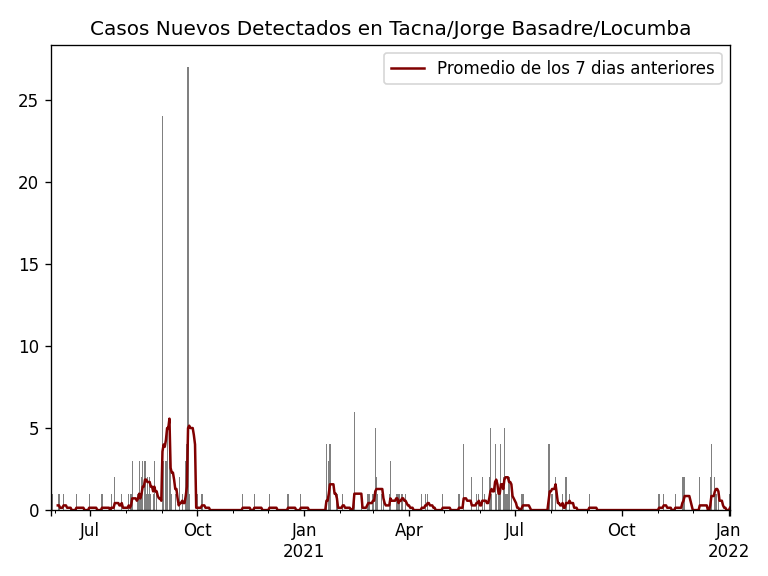 Casos Nuevos Detectados en Tacna/Jorge Basadre/Locumba
Promedio de los 7 dias anteriores
25
20
15
10
5
0
Jul
Oct
Jan
2021
Apr
Jul
Oct
Jan
2022